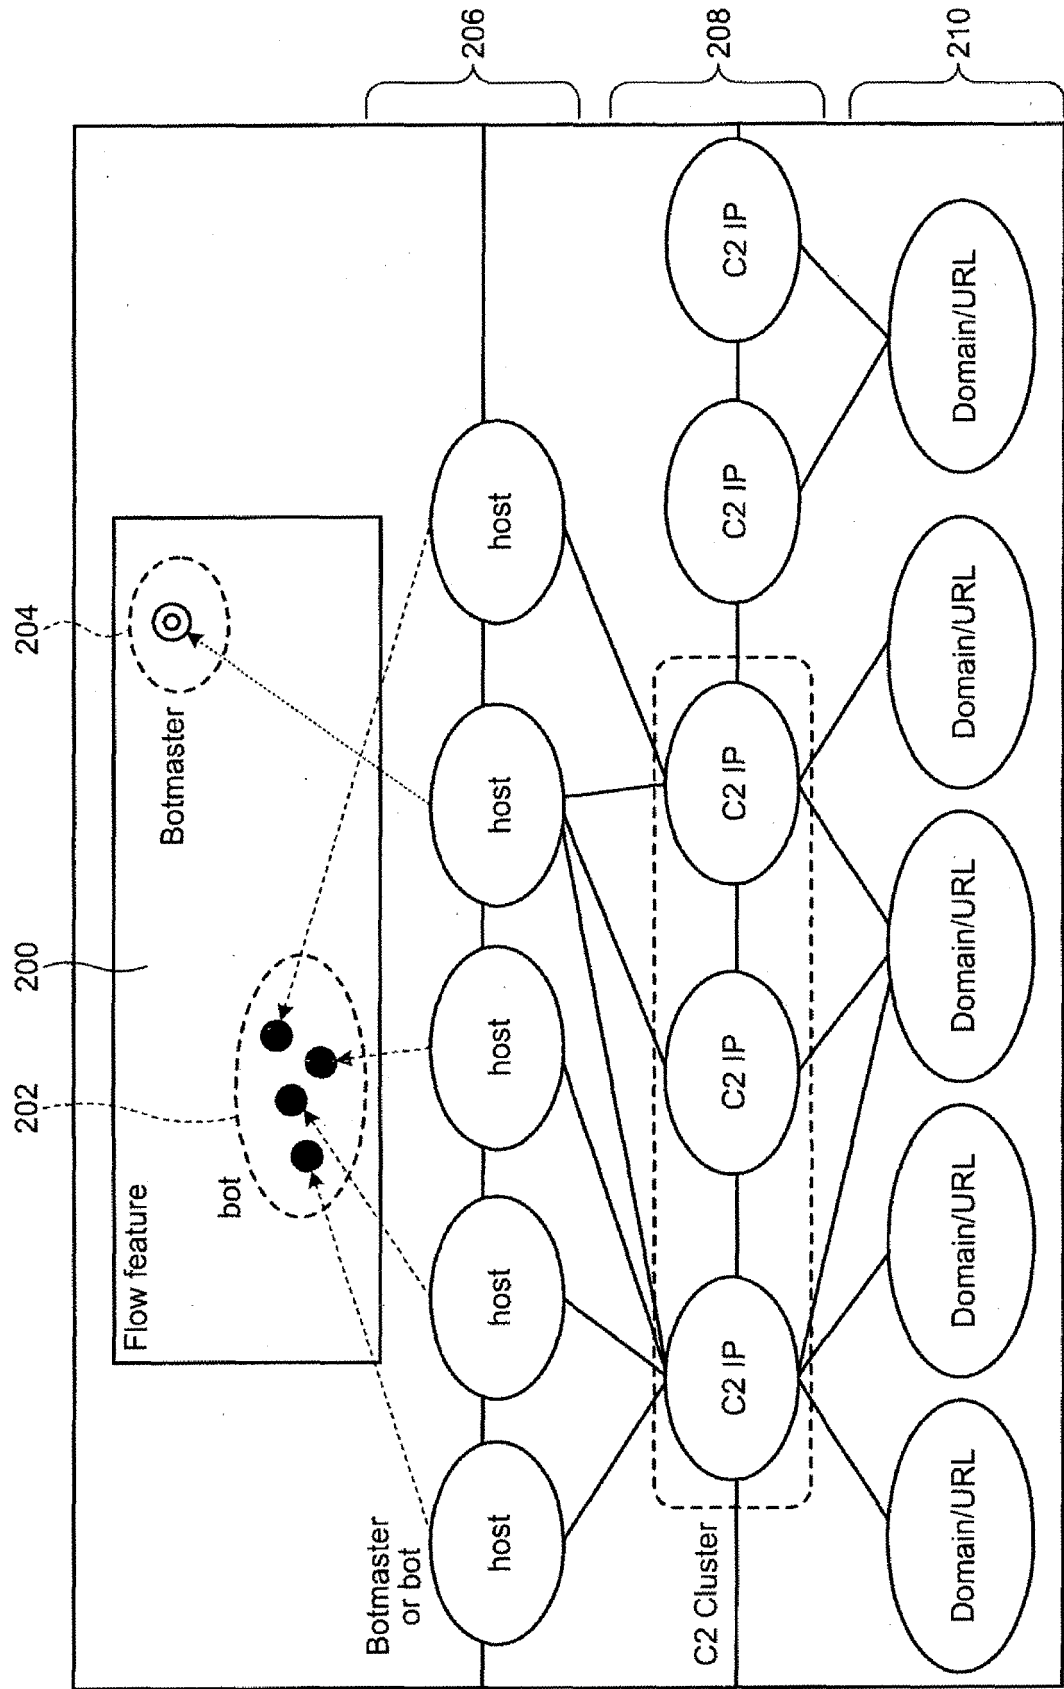 200
202
204
Flow feature
bot
Botmaster
Botmaster
or bot
host
host
host
host
host
206
C2 Cluster
C2 IP
C2 IP
C2 IP
C2 IP
C2 IP
208
Domain/URL
Domain/URL
Domain/URL
Domain/URL
Domain/URL
210